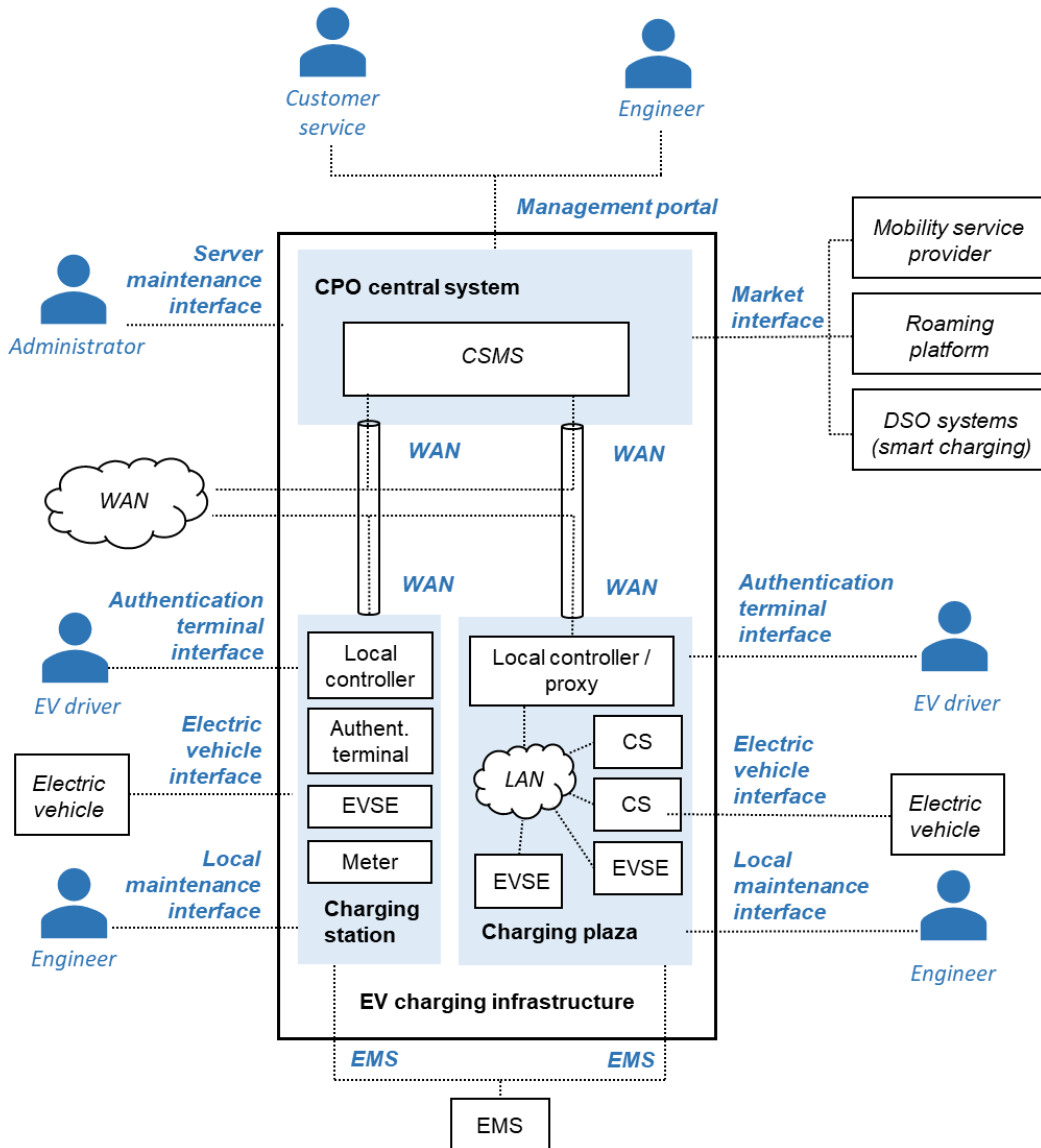 Customer
service
Engineer
Management portal
Server
maintenance
interface
Administrator
CPO central system
CSMS
Market
interface
Mobility service
provider
Roaming
platform
DSO systems
(smart charging)
WAN
WAN
WAN
WAN
WAN
Authentication
terminal
interface
EV driver
Electric
vehicle
interface
Electric
vehicle
Local
maintenance
interface
Engineer
Local
controller
Authent.
terminal
EVSE
Meter
Charging
station
Local controller /
proxy
LAN
CS
CS
EVSE
EVSE
Charging plaza
Authentication
terminal
interface
EV driver
Electric
vehicle
interface
Electric
vehicle
Local
maintenance
interface
Engineer
EV charging infrastructure
EMS
EMS
EMS